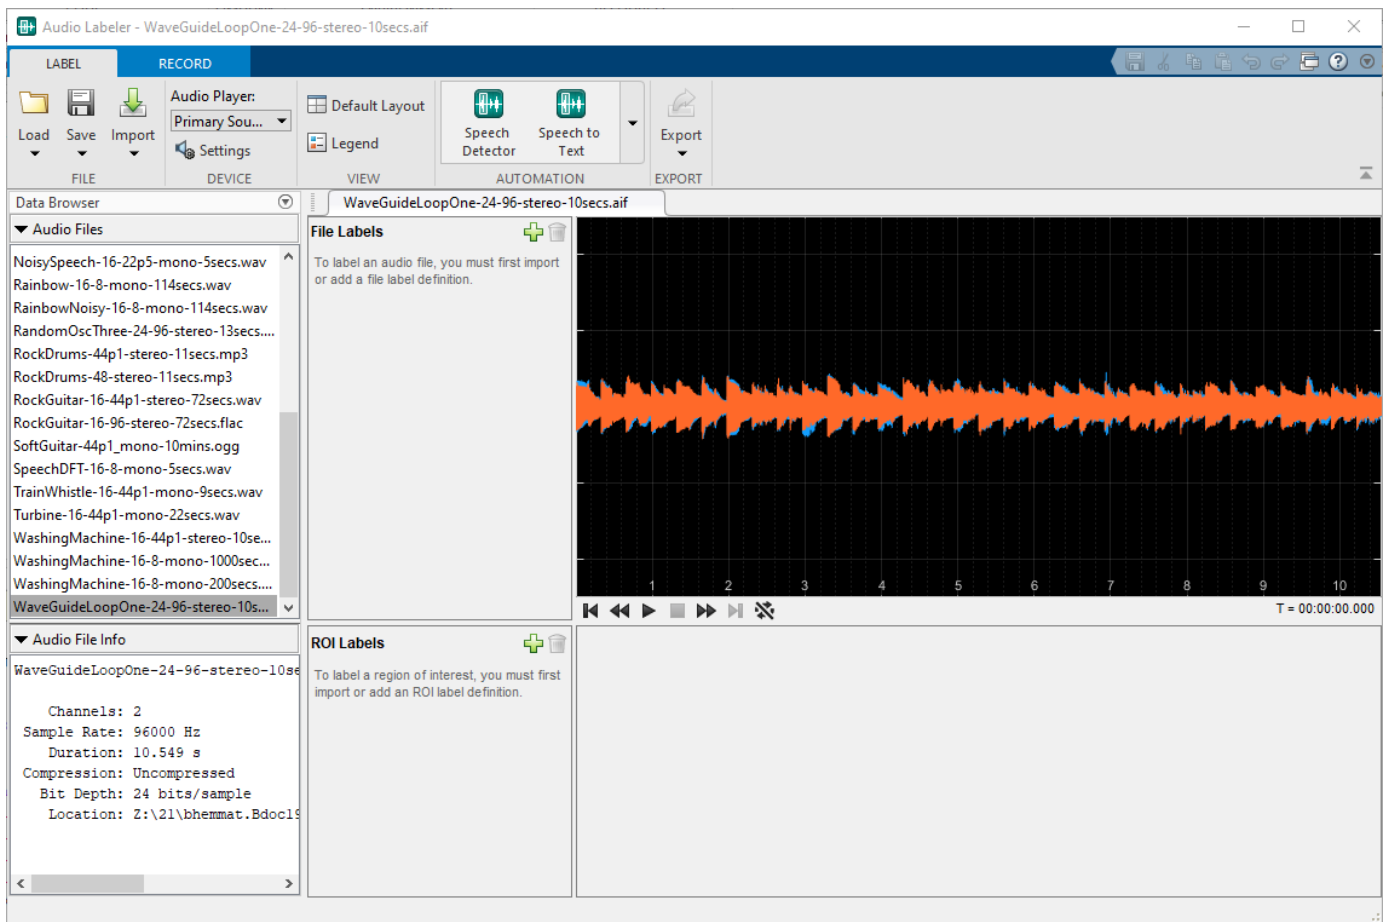 Audio Labeler - WaveGuideLoopOne-24-96-stereo-10secs.aif
LABEL
RECORD
Load
Save
Import
Audio Player:
Primary Sou...
Settings
Default Layout
Legend
Speech Detector
Speech to Text
Export
FILE
DEVICE
VIEW
AUTOMATION
EXPORT
Data Browser
Audio Files
NoisySpeech-16-22p5-mono-5secs.wav
Rainbow-16-8-mono-114secs.wav
RainbowNoisy-16-8-mono-114secs.wav
RandomOscThree-24-96-stereo-13secs....
RockDrums-44p1-stereo-11secs.mp3
RockDrums-48-stereo-11secs.mp3
RockGuitar-16-44p1-stereo-72secs.wav
RockGuitar-16-96-stereo-72secs.flac
SoftGuitar-44p1_mono-10mins.ogg
SpeechDFT-16-8-mono-5secs.wav
TrainWhistle-16-44p1-mono-9secs.wav
Turbine-16-44p1-mono-22secs.wav
WashingMachine-16-44p1-stereo-10se...
WashingMachine-16-8-mono-1000sec...
WashingMachine-16-8-mono-200secs....
WaveGuideLoopOne-24-96-stereo-10s...
Audio File Info
WaveGuideLoopOne-24-96-stereo-10se
Channels: 2
Sample Rate: 96000 Hz
Duration: 10.549 s
Compression: Uncompressed
Bit Depth: 24 bits/sample
Location: Z:\21\bhemmat.Bdoc19
WaveGuideLoopOne-24-96-stereo-10secs.aif
File Labels
To label an audio file, you must first import
or add a file label definition.
1 2 3 4 5 6 7 8 9 10
T = 00:00:00.000
ROI Labels
To label a region of interest, you must first
import or add an ROI label definition.